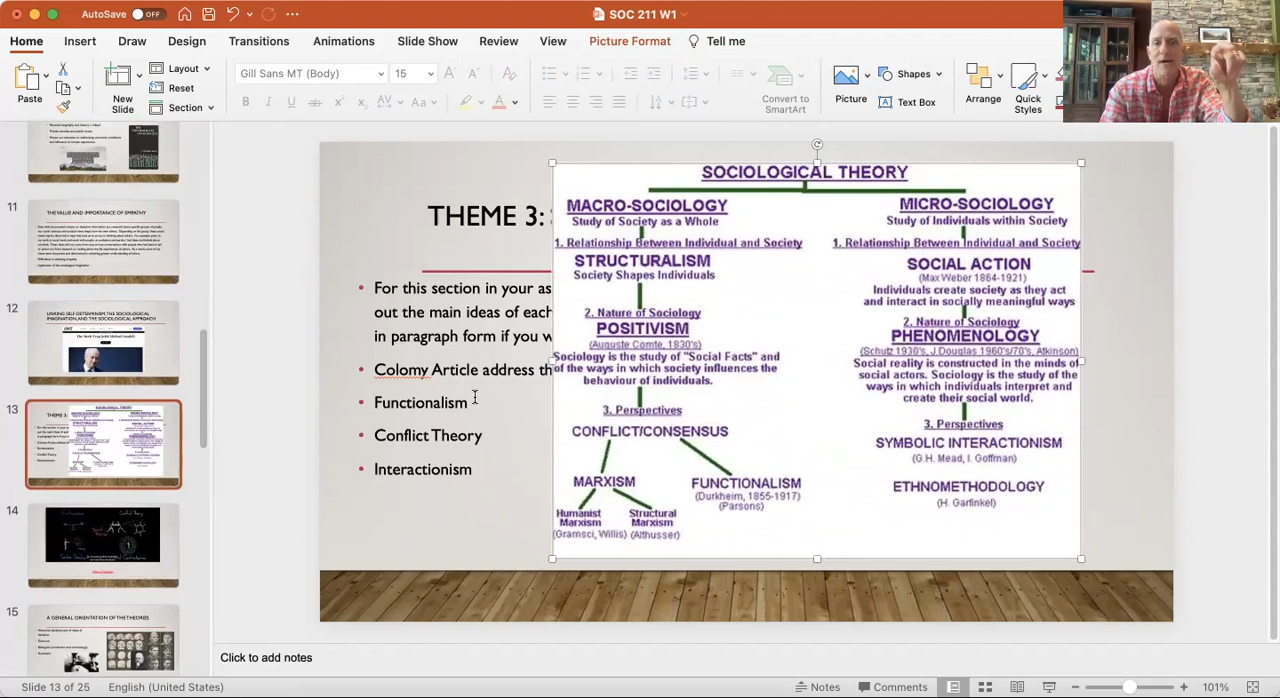 AutoSave OFF
SOC 211 W1
Home Insert Draw Design Transitions Animations Slide Show Review View Picture Format Tell me
Paste
New
Slide
Layout
Reset
Section
Gill Sans MT (Body) 15
Convert to
SmartArt
Picture
Shapes
Text Box
Arrange
Quick
Styles
11
THE VALUE AND IMPORTANCE OF EMPATHY
12
LINKING SELF-DETERMINISM, THE SOCIOLOGICAL
IMAGINATION, AND THE SOCIOLOGICAL APPROACH
13
14
15
A GENERAL ORIENTATION OF THE THEORIES
THEME 3:
For this section in your as
out the main ideas of each
in paragraph form if you w
Colomy Article address th
Functionalism
Conflict Theory
Interactionism
SOCIOLOGICAL THEORY
MACRO-SOCIOLOGY
Study of Society as a Whole
1. Relationship Between Individual and Society
STRUCTURALISM
Society Shapes Individuals
2. Nature of Sociology
POSITIVISM
(Auguste Comte, 1830's)
Sociology is the study of "Social Facts" and
of the ways in which society influences the
behaviour of individuals.
3. Perspectives
CONFLICT/CONSENSUS
MARXISM
FUNCTIONALISM
(Durkheim, 1855-1917)
(Parsons)
Humanist
Marxism
(Gramsci, Willis)
Structural
Marxism
(Althusser)
MICRO-SOCIOLOGY
Study of Individuals within Society
1. Relationship Between Individual and Society
SOCIAL ACTION
(Max Weber 1864-1921)
Individuals create society as they act
and interact in socially meaningful ways
2. Nature of Sociology
PHENOMENOLOGY
(Schutz 1930's, J.Douglas 1960's/70's, Atkinson)
Social reality is constructed in the minds of
social actors. Sociology is the study of the
ways in which individuals interpret and
create their social world.
3. Perspectives
SYMBOLIC INTERACTIONISM
(G.H. Mead, I. Goffman)
ETHNOMETHODOLOGY
(H. Garfinkel)
Click to add notes
Slide 13 of 25 English (United States) Notes Comments 101%